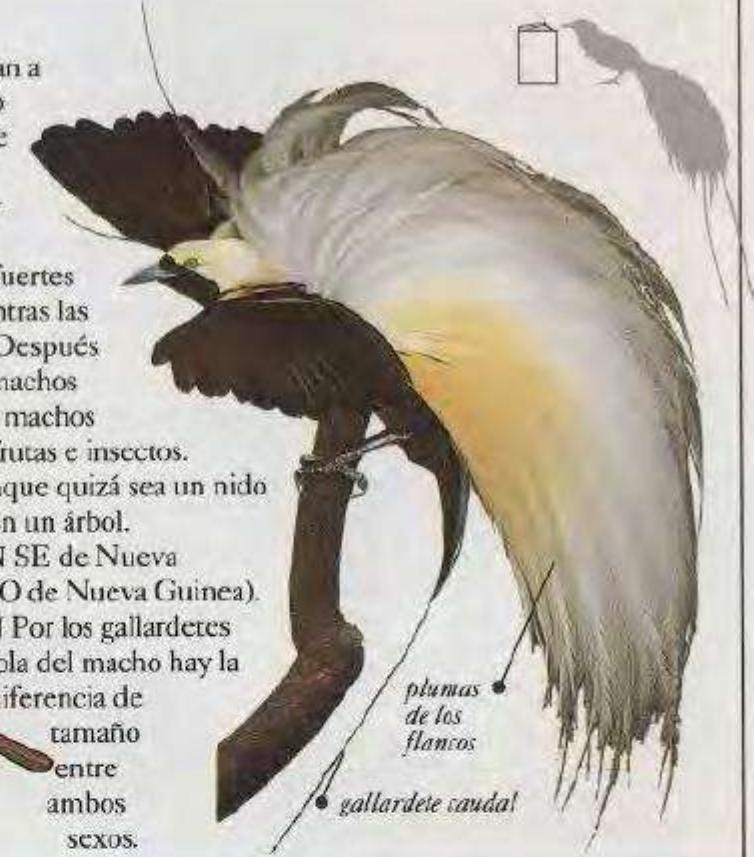 an a
o
e
fuertes
ntras las
Después
machos
machos
frutas e insectos.
nque quizá sea un nido
en un árbol.
N SE de Nueva
O de Nueva Guinea).
Por los gallardetes
ola del macho hay la
iferencia de
tamaño
entre
ambos
sexos.
plumas
de los
flancos
gallardete caudal